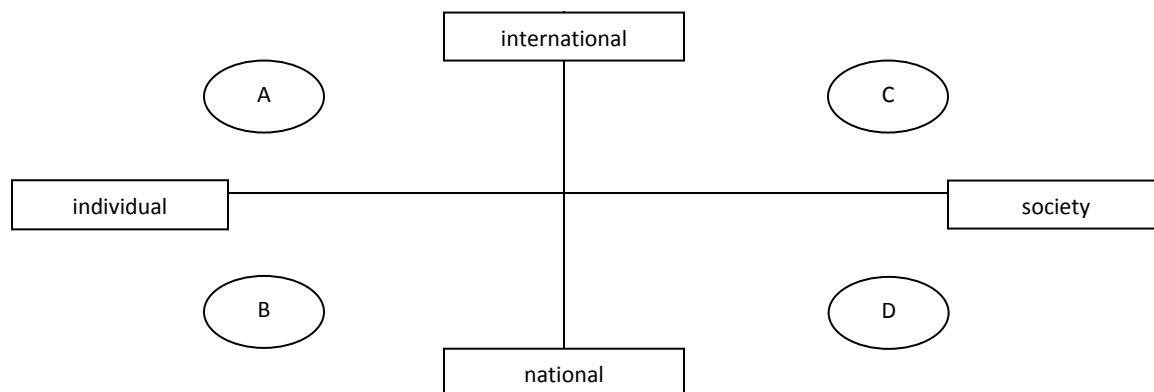 international
A
C
individual
society
B
D
national